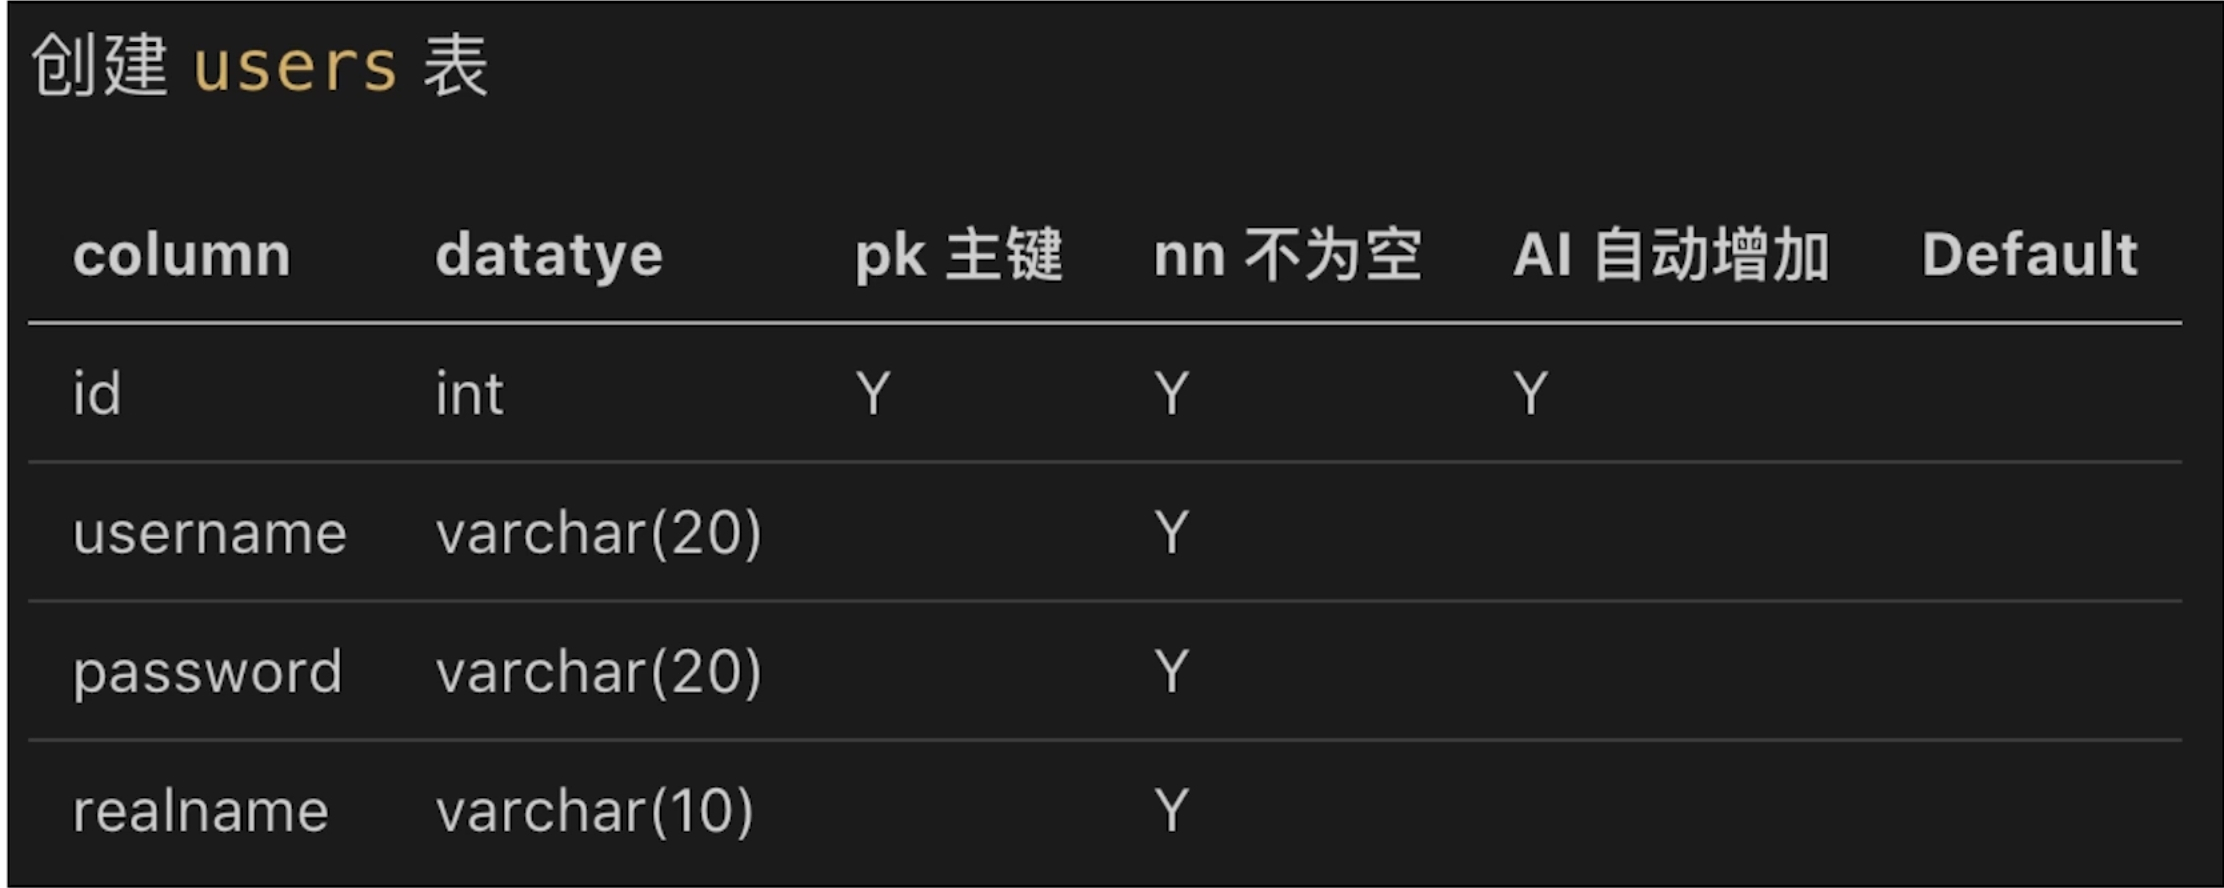 创建 users 表
column datatye pk 主键 nn 不为空 AI 自动增加 Default
id int Y Y Y
username varchar(20) Y
password varchar(20) Y
realname varchar(10) Y